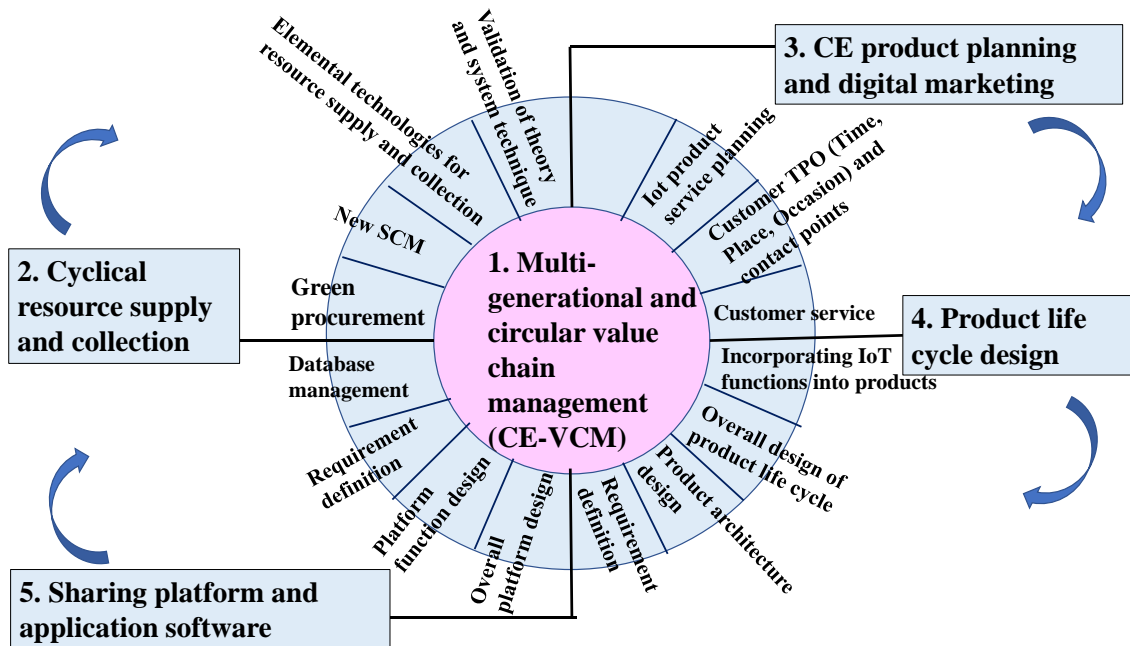 3. CE product planning
and digital marketing
Elemental technologies for
resource supply and collection
Validation of theory
and system technique
Iot product
service planning
Customer TPO (Time,
Place, Occasion) and
contact points
New SCM
2. Cyclical
resource supply
and collection
Green
procurement
1. Multi-
generational and
circular value
chain
management
(CE-VCM)
Customer service
4. Product life
cycle design
Database
management
Incorporating IoT
functions into products
Requirement
definition
Platform
function design
Overall
platform design
Requirement
definition
Product architecture
design
Overall design of
product life cycle
5. Sharing platform and
application software